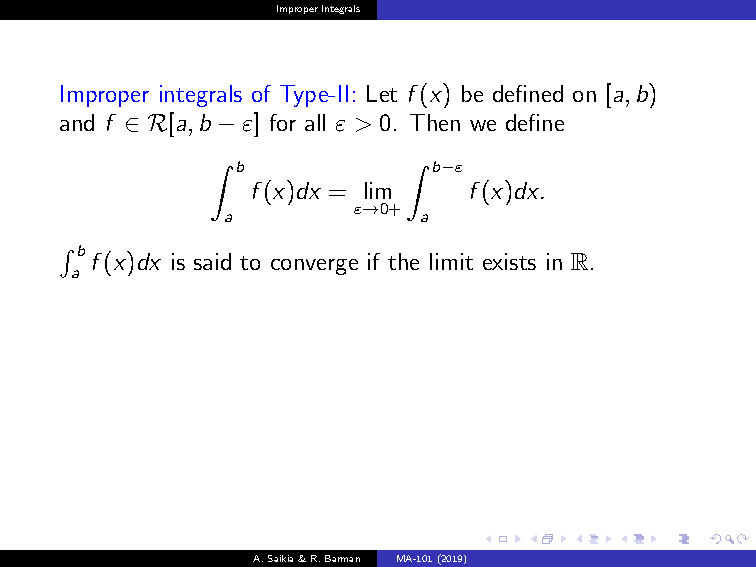 Improper Integrals
Improper integrals of Type-II: Let f(x) be defined on [a, b)
and f ∈ ℛ[a, b − ε] for all ε > 0. Then we define
∫_a^b f(x)dx = lim_{ε→0+} ∫_a^{b−ε} f(x)dx.
∫_a^b f(x)dx is said to converge if the limit exists in ℝ.
A. Saikia & R. Barman MA-101 (2019)